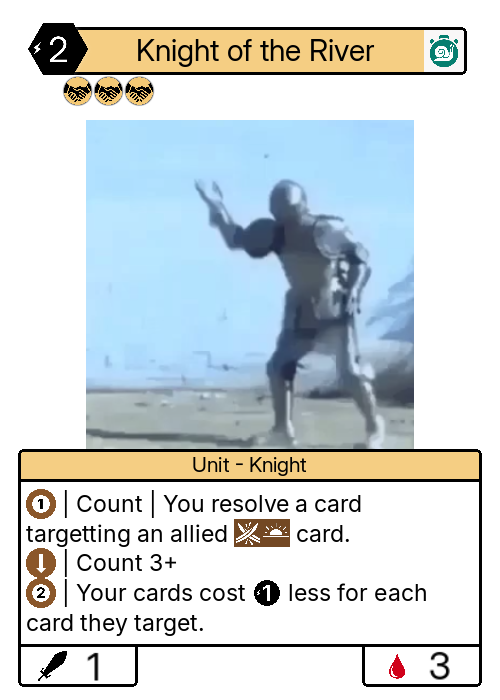 2 Knight of the River
Unit - Knight
1 | Count | You resolve a card
targetting an allied card.
| Count 3+
2 | Your cards cost 1 less for each
card they target.
1 3